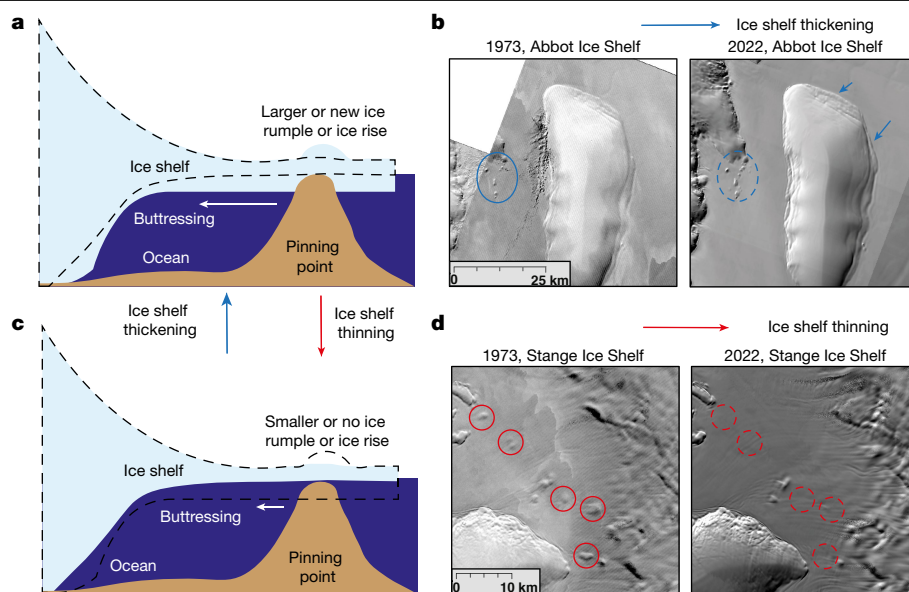 a
Larger or new ice
rumple or ice rise
Ice shelf
Buttressing
Ocean
Pinning
point
Ice shelf
thickening
Ice shelf
thinning
b
Ice shelf thickening
1973, Abbot Ice Shelf
2022, Abbot Ice Shelf
0
25 km
c
Smaller or no ice
rumple or ice rise
Ice shelf
Buttressing
Ocean
Pinning
point
d
Ice shelf thinning
1973, Stange Ice Shelf
2022, Stange Ice Shelf
0
10 km